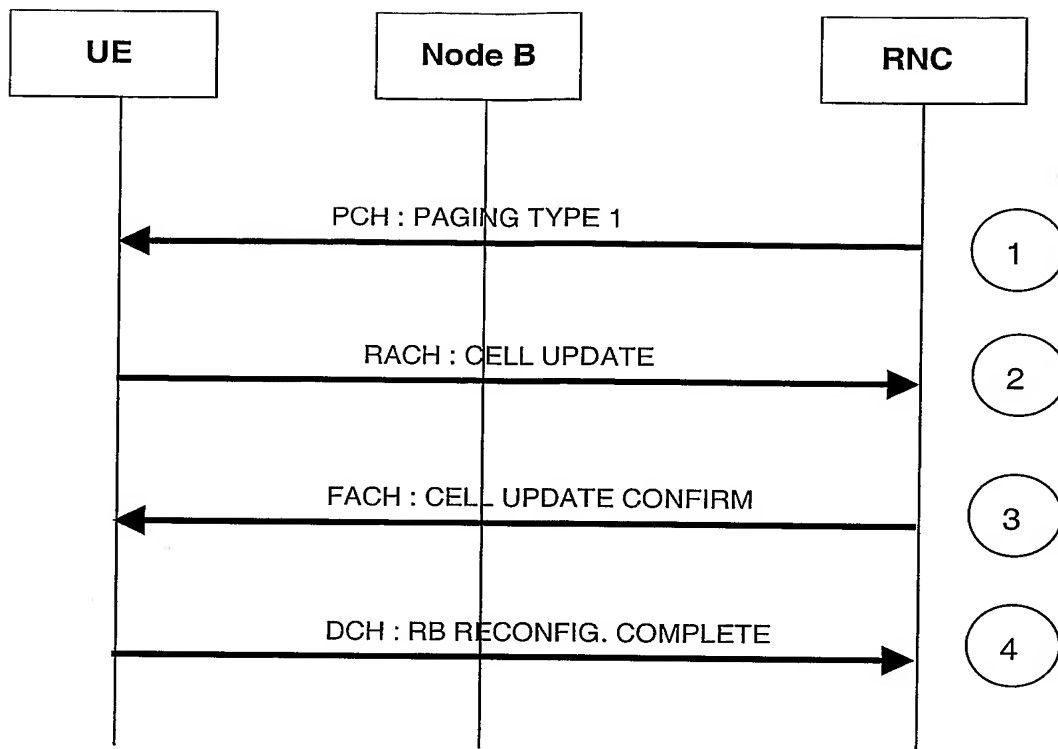 UE
Node B
RNC
PCH : PAGING TYPE 1
1
RACH : CELL UPDATE
2
FACH : CELL UPDATE CONFIRM
3
DCH : RB RECONFIG. COMPLETE
4